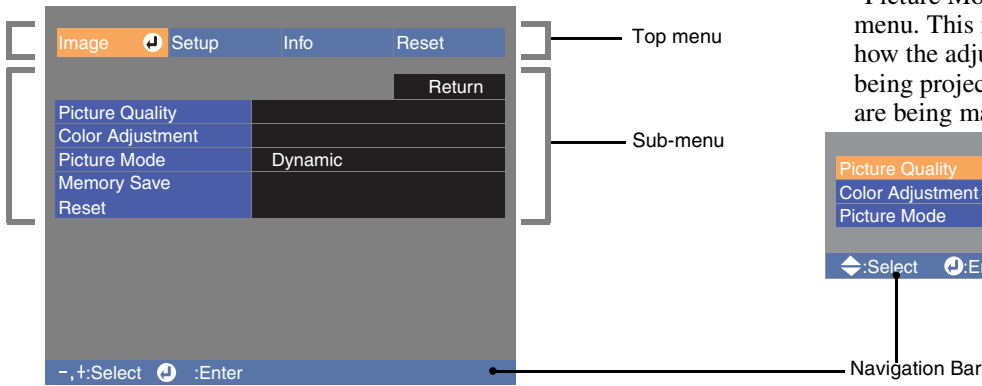 Image Setup Info Reset
Return
Picture Quality
Color Adjustment
Picture Mode Dynamic
Memory Save
Reset
-,+:Select :Enter
Top menu
Sub-menu
menu. This
how the adju
being projec
are being ma
Picture Quality
Color Adjustment
Picture Mode
:Select :E
Navigation Bar